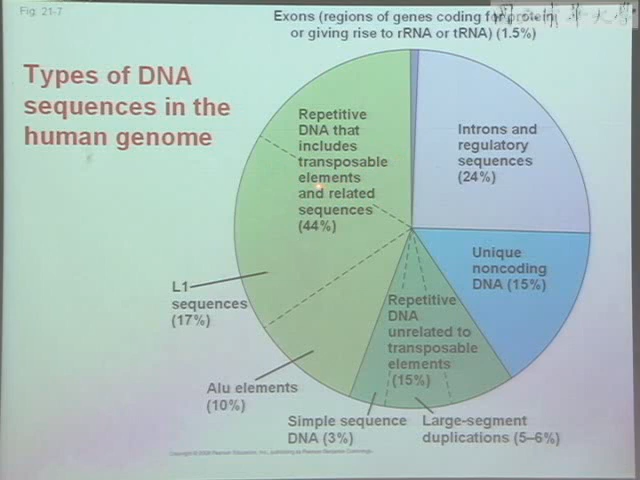 Fig. 21-7
Exons (regions of genes coding for protein
or giving rise to rRNA or tRNA) (1.5%)
Types of DNA
sequences in the
human genome
Repetitive
DNA that
includes
transposable
elements
and related
sequences
(44%)
Introns and
regulatory
sequences
(24%)
Unique
noncoding
DNA (15%)
L1
sequences
(17%)
Repetitive
DNA
unrelated to
transposable
elements
(15%)
Alu elements
(10%)
Simple sequence
DNA (3%)
Large-segment
duplications (5–6%)
Copyright © 2008 Pearson Education, Inc., publishing as Pearson Benjamin Cummings.